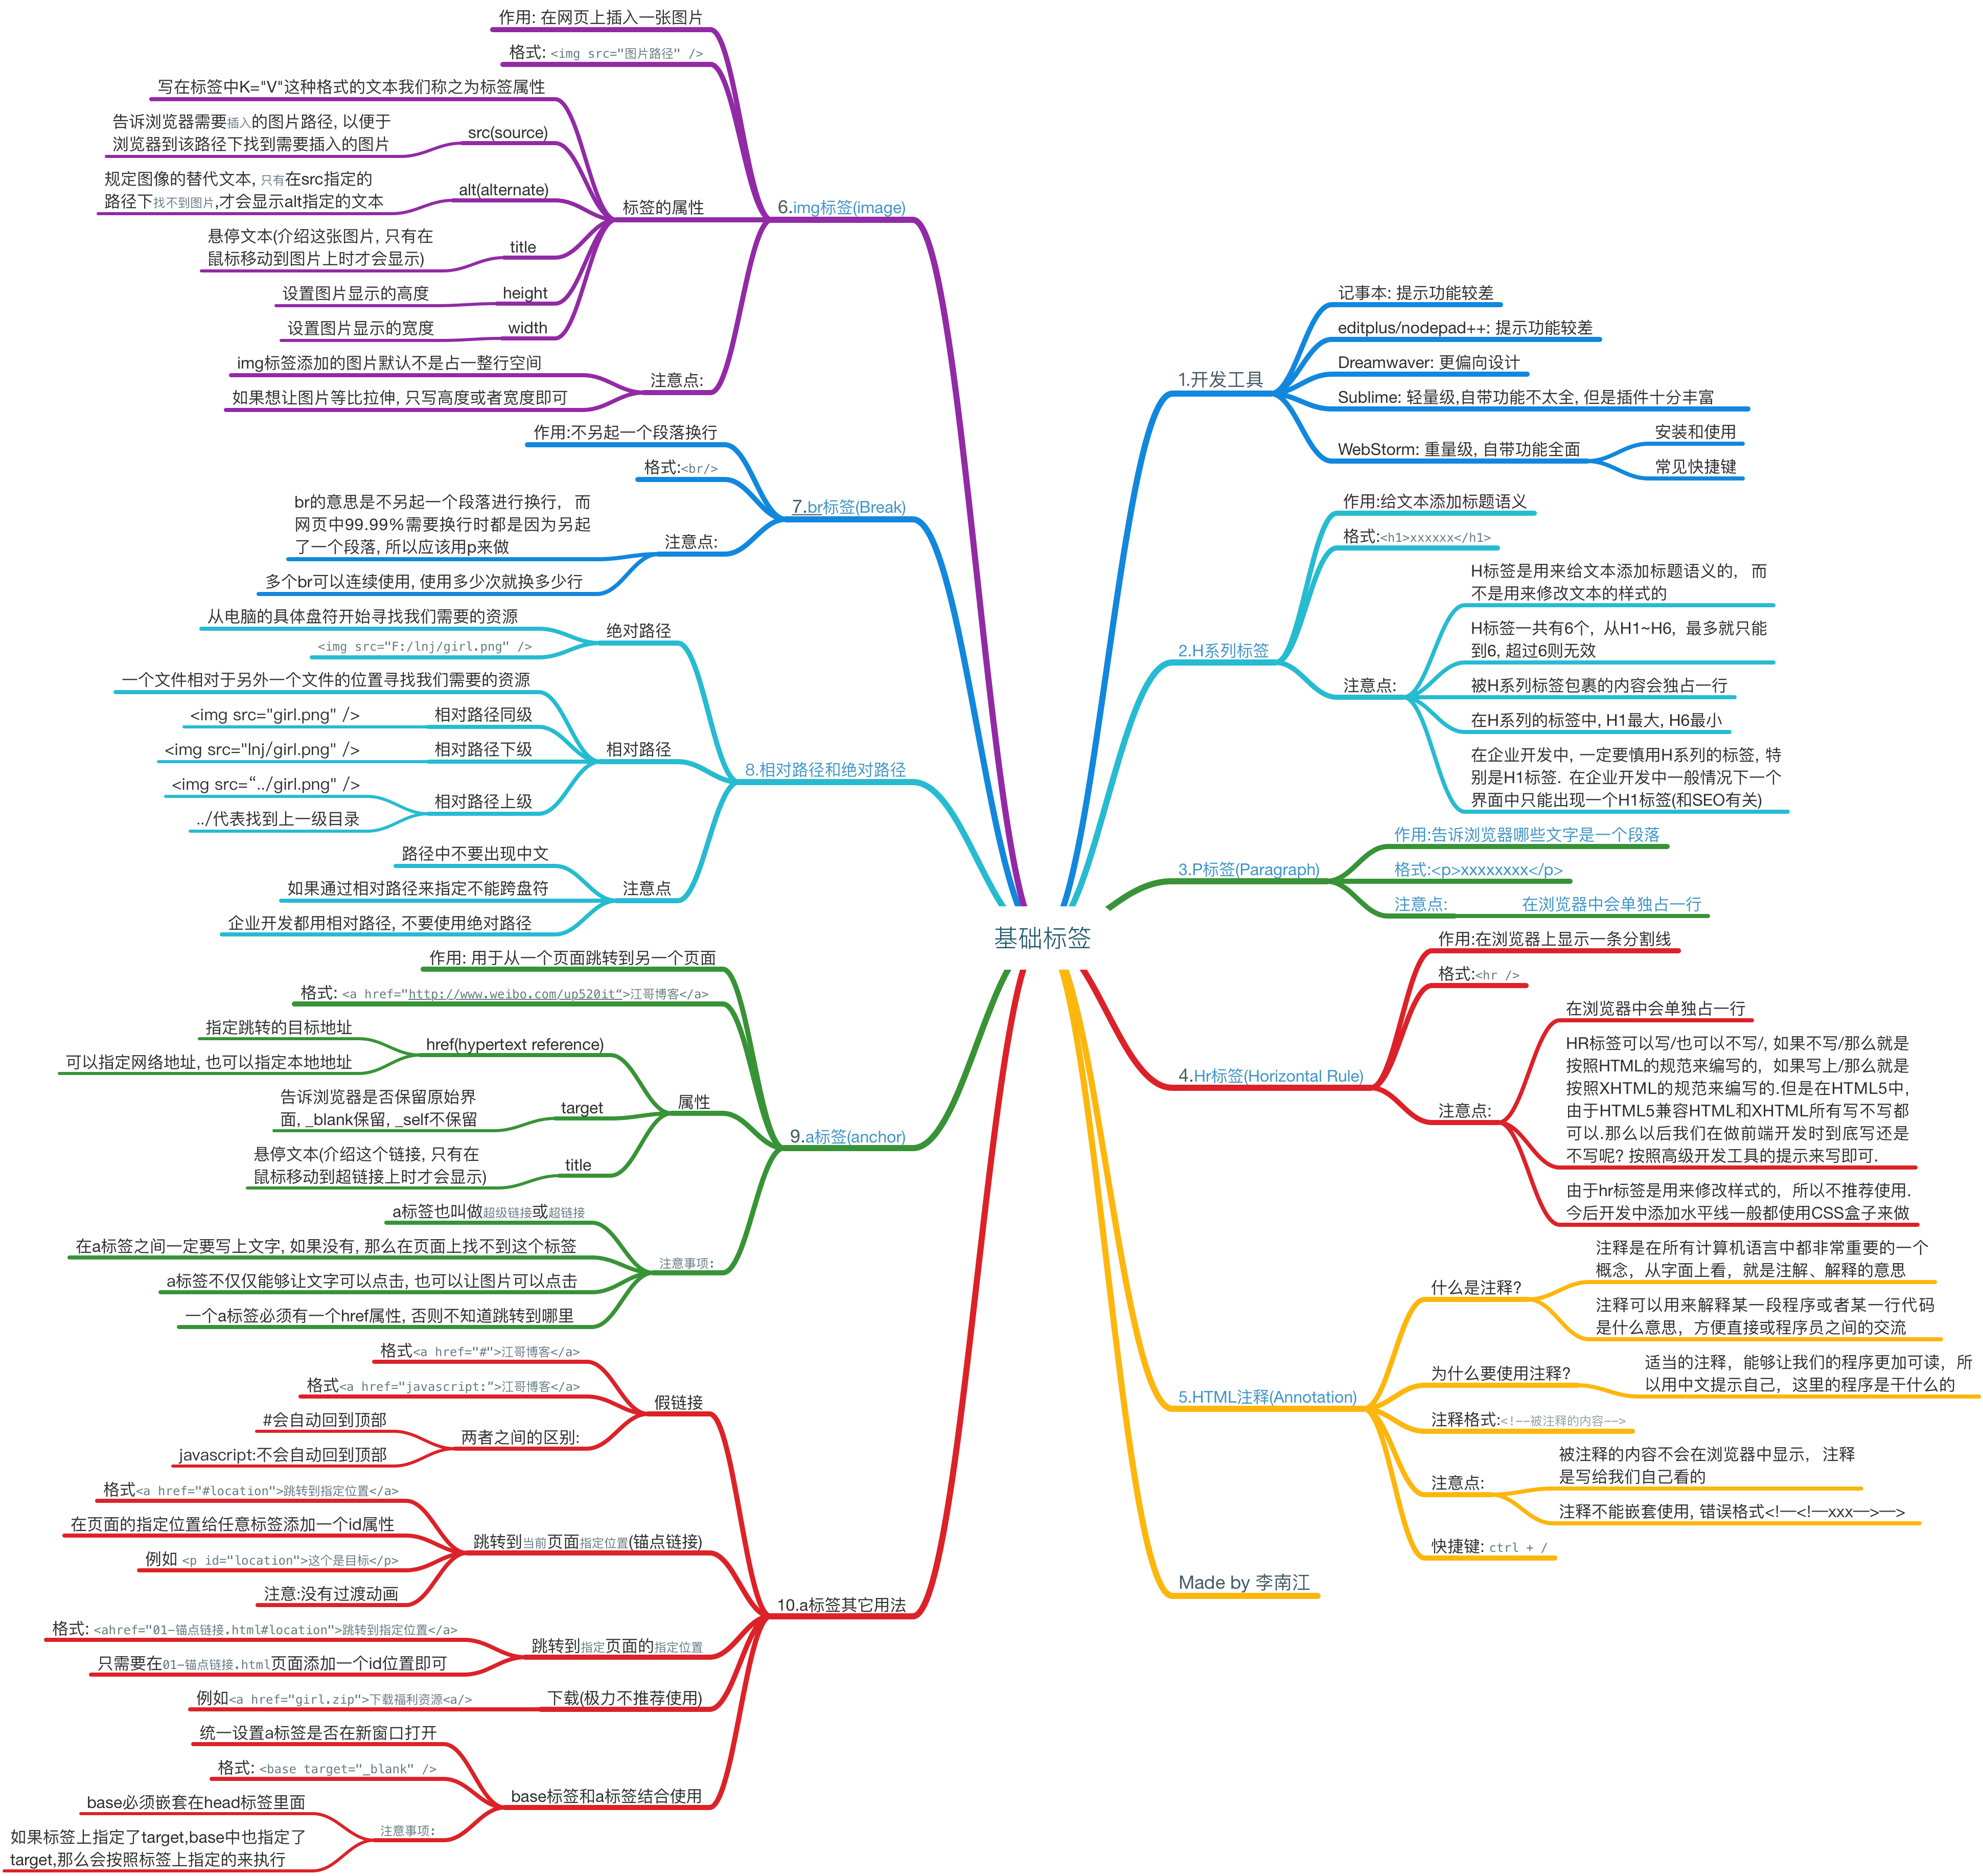 基础标签
1.开发工具
记事本: 提示功能较差
editplus/nodepad++: 提示功能较差
Dreamwaver: 更偏向设计
Sublime: 轻量级,自带功能不太全, 但是插件十分丰富
WebStorm: 重量级, 自带功能全面
安装和使用
常见快捷键
2.H系列标签
作用:给文本添加标题语义
格式:<h1>xxxxxx</h1>
注意点:
H标签是用来给文本添加标题语义的，而
不是用来修改文本的样式的
H标签一共有6个，从H1~H6，最多就只能
到6, 超过6则无效
被H系列标签包裹的内容会独占一行
在H系列的标签中, H1最大, H6最小
在企业开发中, 一定要慎用H系列的标签, 特
别是H1标签. 在企业开发中一般情况下一个
界面中只能出现一个H1标签(和SEO有关)
3.P标签(Paragraph)
作用:告诉浏览器哪些文字是一个段落
格式:<p>xxxxxxxx</p>
注意点:
在浏览器中会单独占一行
4.Hr标签(Horizontal Rule)
作用:在浏览器上显示一条分割线
格式:<hr />
注意点:
在浏览器中会单独占一行
HR标签可以写/也可以不写/, 如果不写/那么就是
按照HTML的规范来编写的，如果写上/那么就是
按照XHTML的规范来编写的.但是在HTML5中,
由于HTML5兼容HTML和XHTML所有写不写都
可以.那么以后我们在做前端开发时到底写还是
不写呢? 按照高级开发工具的提示来写即可.
由于hr标签是用来修改样式的，所以不推荐使用.
今后开发中添加水平线一般都使用CSS盒子来做
5.HTML注释(Annotation)
什么是注释?
注释是在所有计算机语言中都非常重要的一个
概念，从字面上看，就是注解、解释的意思
注释可以用来解释某一段程序或者某一行代码
是什么意思，方便直接或程序员之间的交流
为什么要使用注释?
适当的注释，能够让我们的程序更加可读，所
以用中文提示自己，这里的程序是干什么的
注释格式:<!--被注释的内容-->
注意点:
被注释的内容不会在浏览器中显示，注释
是写给我们自己看的
注释不能嵌套使用, 错误格式<!—<!—xxx—>—>
快捷键: ctrl + /
Made by 李南江
6.img标签(image)
作用: 在网页上插入一张图片
格式: <img src="图片路径" />
标签的属性
写在标签中K="V"这种格式的文本我们称之为标签属性
src(source)
告诉浏览器需要插入的图片路径, 以便于
浏览器到该路径下找到需要插入的图片
alt(alternate)
规定图像的替代文本, 只有在src指定的
路径下找不到图片,才会显示alt指定的文本
title
悬停文本(介绍这张图片, 只有在
鼠标移动到图片上时才会显示)
height
设置图片显示的高度
width
设置图片显示的宽度
注意点:
img标签添加的图片默认不是占一整行空间
如果想让图片等比拉伸, 只写高度或者宽度即可
7.br标签(Break)
作用:不另起一个段落换行
格式:<br/>
注意点:
br的意思是不另起一个段落进行换行，而
网页中99.99%需要换行时都是因为另起
了一个段落, 所以应该用p来做
多个br可以连续使用, 使用多少次就换多少行
8.相对路径和绝对路径
绝对路径
从电脑的具体盘符开始寻找我们需要的资源
<img src="F:/lnj/girl.png" />
相对路径
一个文件相对于另外一个文件的位置寻找我们需要的资源
相对路径同级
<img src="girl.png" />
相对路径下级
<img src="lnj/girl.png" />
相对路径上级
<img src=“../girl.png" />
../代表找到上一级目录
注意点
路径中不要出现中文
如果通过相对路径来指定不能跨盘符
企业开发都用相对路径, 不要使用绝对路径
9.a标签(anchor)
作用: 用于从一个页面跳转到另一个页面
格式: <a href="http://www.weibo.com/up520it“>江哥博客</a>
属性
href(hypertext reference)
指定跳转的目标地址
可以指定网络地址, 也可以指定本地地址
target
告诉浏览器是否保留原始界
面, _blank保留, _self不保留
title
悬停文本(介绍这个链接, 只有在
鼠标移动到超链接上时才会显示)
注意事项:
a标签也叫做超级链接或超链接
在a标签之间一定要写上文字, 如果没有, 那么在页面上找不到这个标签
a标签不仅仅能够让文字可以点击, 也可以让图片可以点击
一个a标签必须有一个href属性, 否则不知道跳转到哪里
10.a标签其它用法
假链接
格式<a href="#">江哥博客</a>
格式<a href="javascript:”>江哥博客</a>
两者之间的区别:
#会自动回到顶部
javascript:不会自动回到顶部
跳转到当前页面指定位置(锚点链接)
格式<a href="#location">跳转到指定位置</a>
在页面的指定位置给任意标签添加一个id属性
例如 <p id="location">这个是目标</p>
注意:没有过渡动画
跳转到指定页面的指定位置
格式: <ahref="01-锚点链接.html#location">跳转到指定位置</a>
只需要在01-锚点链接.html页面添加一个id位置即可
下载(极力不推荐使用)
例如<a href="girl.zip">下载福利资源<a/>
base标签和a标签结合使用
统一设置a标签是否在新窗口打开
格式: <base target="_blank" />
注意事项:
base必须嵌套在head标签里面
如果标签上指定了target,base中也指定了
target,那么会按照标签上指定的来执行